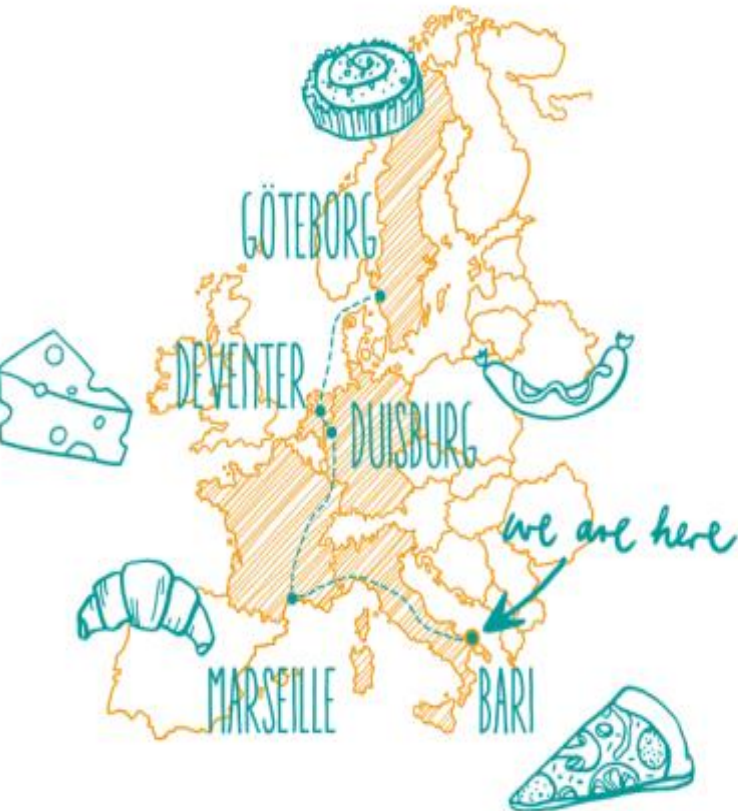 GÖTEBORG
DEVENTER
DUISBURG
we are here
MARSEILLE
BARI